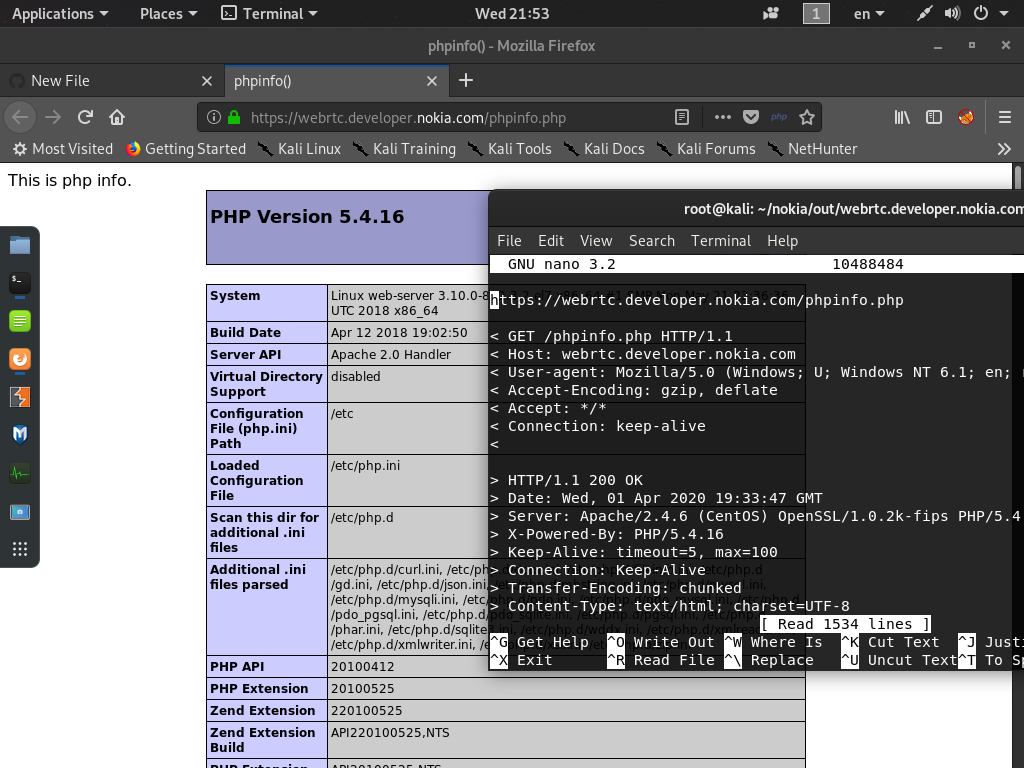 Applications Places Terminal Wed 21:53 1 en
phpinfo() - Mozilla Firefox
New File phpinfo()
https://webrtc.developer.nokia.com/phpinfo.php php
Most Visited Getting Started Kali Linux Kali Training Kali Tools Kali Docs Kali Forums NetHunter
This is php info.
PHP Version 5.4.16
System Linux web-server 3.10.0-8
UTC 2018 x86_64
Build Date Apr 12 2018 19:02:50
Server API Apache 2.0 Handler
Virtual Directory disabled
Support
Configuration /etc
File (php.ini)
Path
Loaded /etc/php.ini
Configuration
File
Scan this dir for /etc/php.d
additional .ini
files
Additional .ini /etc/php.d/curl.ini, /etc/php.d
files parsed /gd.ini, /etc/php.d/json.ini,
/etc/php.d/mysqli.ini,
/pdo_pgsql.ini, /etc/php.d/pdo_sqlite.ini, /etc/php.d/pgsql.ini, /etc/php.d
/phar.ini, /etc/php.d/sqlite3.ini, /etc/php.d/wddx.ini,
/etc/php.d/xmlwriter.ini,
PHP API 20100412
PHP Extension 20100525
Zend Extension 220100525
Zend Extension API220100525,NTS
Build
PHP Extension API20100525,NTS
root@kali: ~/nokia/out/webrtc.developer.nokia.com
File Edit View Search Terminal Help
GNU nano 3.2 10488484
https://webrtc.developer.nokia.com/phpinfo.php
< GET /phpinfo.php HTTP/1.1
< Host: webrtc.developer.nokia.com
< User-agent: Mozilla/5.0 (Windows; U; Windows NT 6.1; en;
< Accept-Encoding: gzip, deflate
< Accept: */*
< Connection: keep-alive
<
> HTTP/1.1 200 OK
> Date: Wed, 01 Apr 2020 19:33:47 GMT
> Server: Apache/2.4.6 (CentOS) OpenSSL/1.0.2k-fips PHP/5.4
> X-Powered-By: PHP/5.4.16
> Keep-Alive: timeout=5, max=100
> Connection: Keep-Alive
> Transfer-Encoding: chunked
> Content-Type: text/html; charset=UTF-8
[ Read 1534 lines ]
^G Get Help ^O Write Out ^W Where Is ^K Cut Text ^J Justi
^X Exit ^R Read File ^\ Replace ^U Uncut Text ^T To Sp